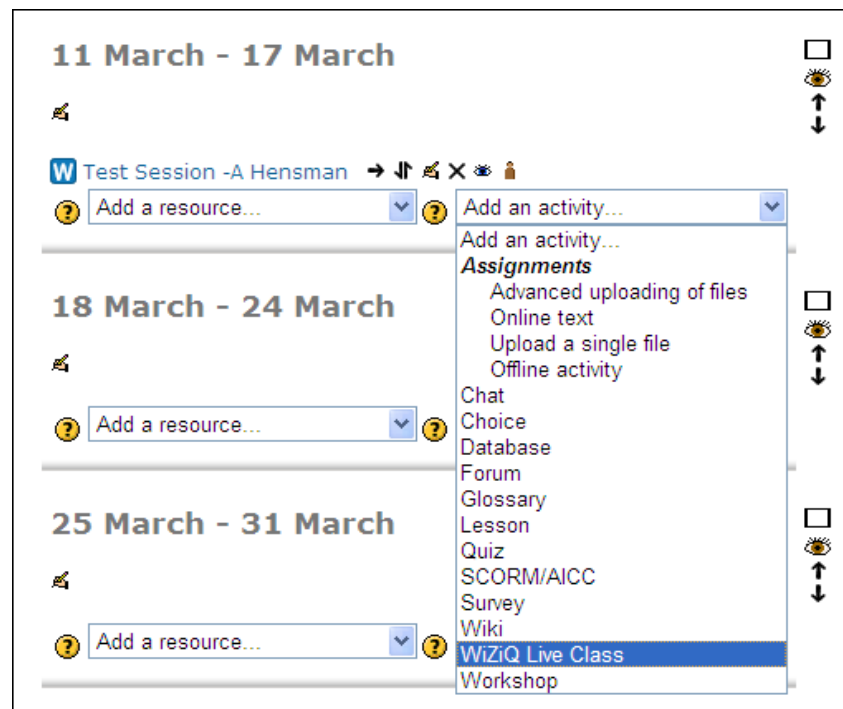 11 March - 17 March
W Test Session -A Hensman
? Add a resource... ? Add an activity...
Add an activity...
Assignments
Advanced uploading of files
Online text
Upload a single file
Offline activity
Chat
Choice
Database
Forum
Glossary
Lesson
Quiz
SCORM/AICC
Survey
Wiki
WiZiQ Live Class
Workshop
18 March - 24 March
? Add a resource... ?
25 March - 31 March
? Add a resource... ?